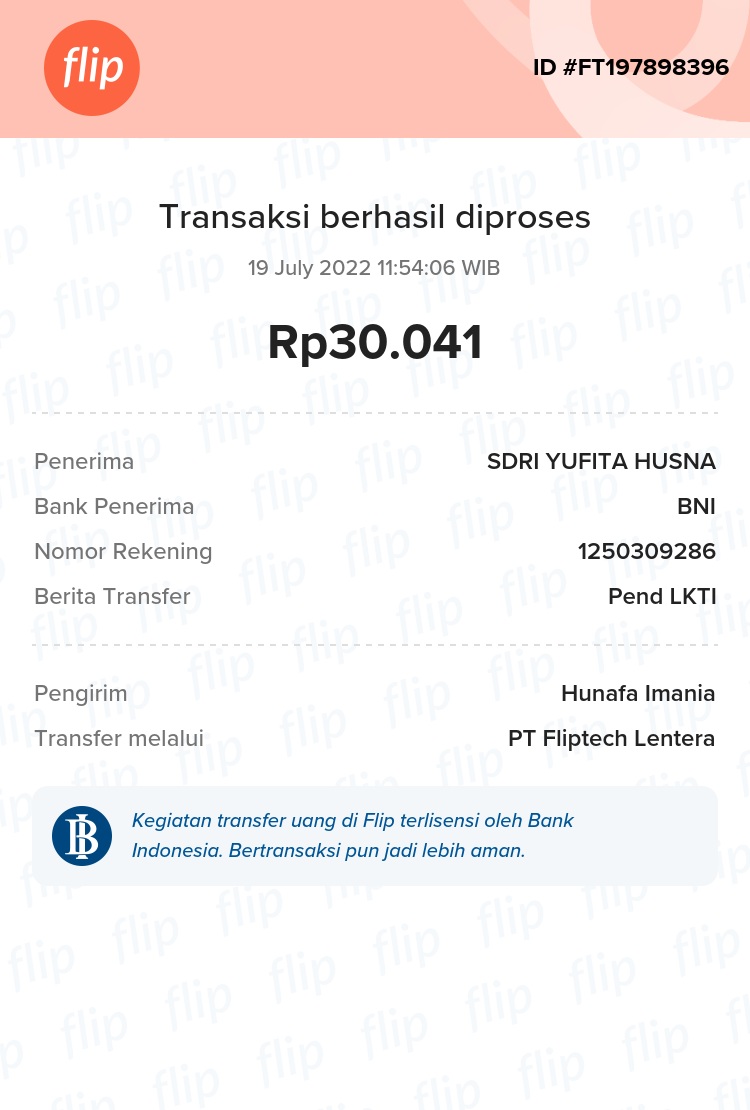 flip
ID #FT197898396
Transaksi berhasil diproses
19 July 2022 11:54:06 WIB
Rp30.041
Penerima SDRI YUFITA HUSNA
Bank Penerima BNI
Nomor Rekening 1250309286
Berita Transfer Pend LKTI
Pengirim Hunafa Imania
Transfer melalui PT Fliptech Lentera
Kegiatan transfer uang di Flip terlisensi oleh Bank
Indonesia. Bertransaksi pun jadi lebih aman.